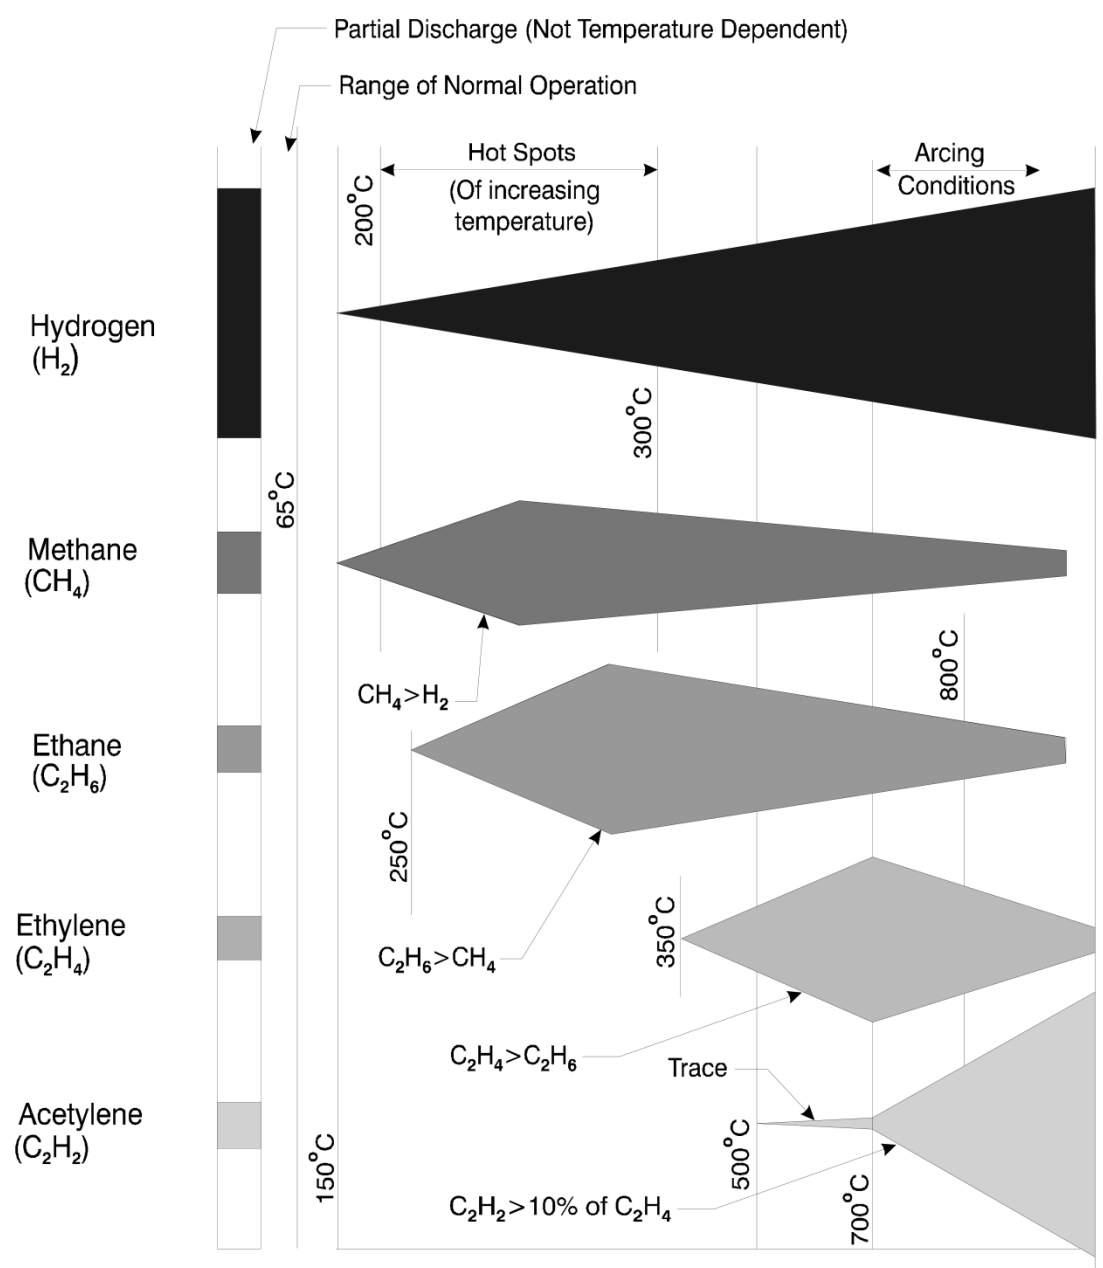 Partial Discharge (Not Temperature Dependent)
Range of Normal Operation
Hot Spots
(Of increasing
temperature)
Arcing
Conditions
200°C
Hydrogen
(H₂)
300°C
65°C
Methane
(CH₄)
CH₄>H₂
800°C
Ethane
(C₂H₆)
250°C
C₂H₆>CH₄
350°C
Ethylene
(C₂H₄)
C₂H₄>C₂H₆
Trace
Acetylene
(C₂H₂)
150°C
500°C
C₂H₂>10% of C₂H₄
700°C